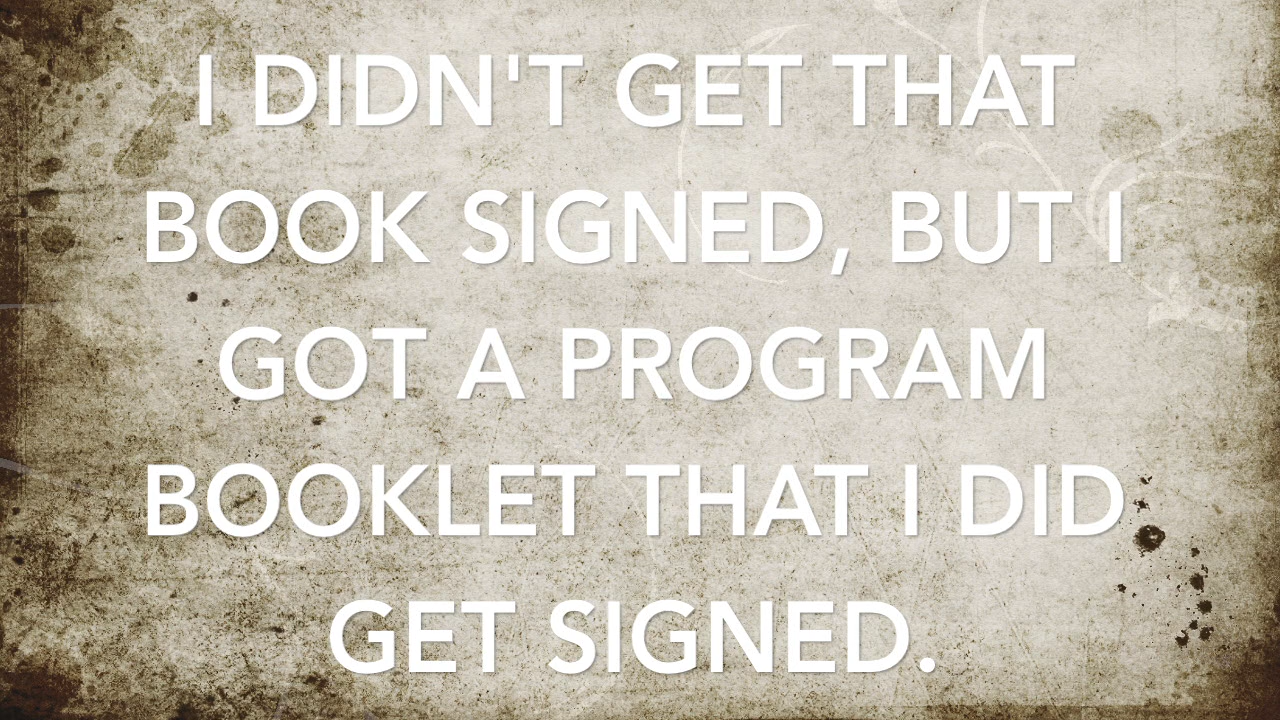 I DIDN'T GET THAT
BOOK SIGNED, BUT I
GOT A PROGRAM
BOOKLET THAT I DID
GET SIGNED.